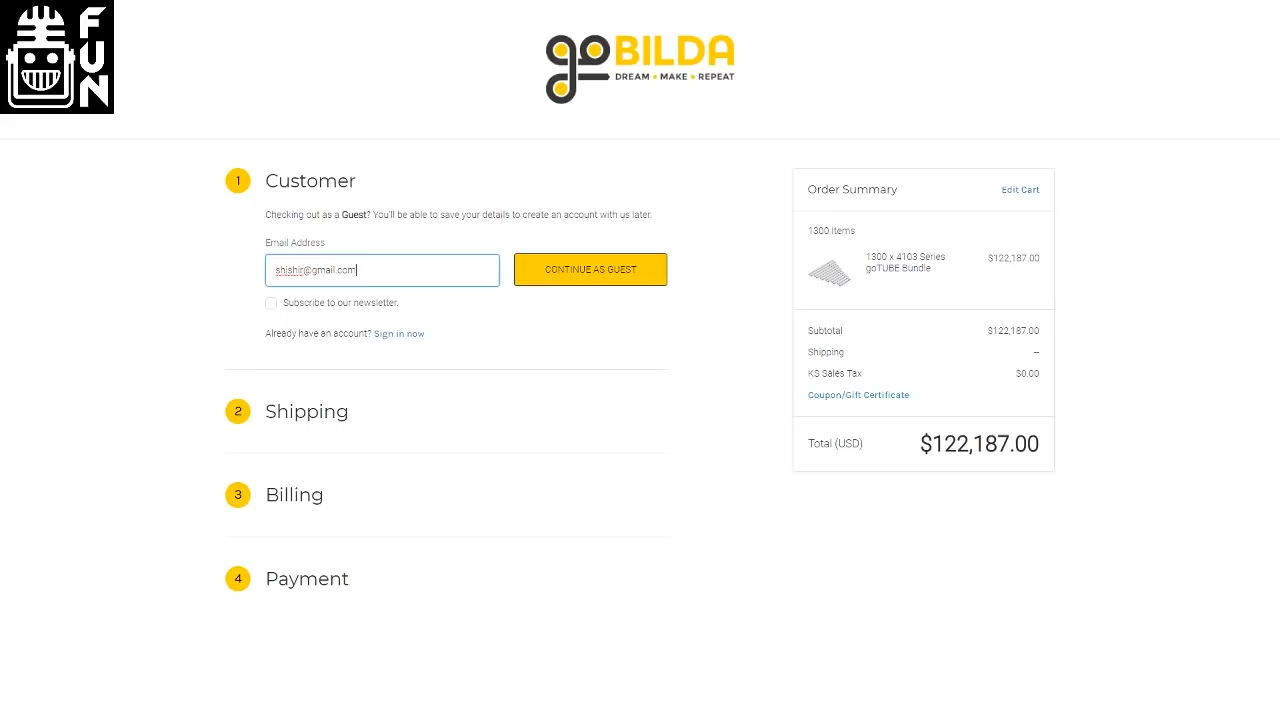 FUN
goBILDA
DREAM • MAKE • REPEAT
1 Customer
Checking out as a Guest? You'll be able to save your details to create an account with us later.
Email Address
shishir@gmail.com
CONTINUE AS GUEST
Subscribe to our newsletter.
Already have an account? Sign in now
2 Shipping
3 Billing
4 Payment
Order Summary Edit Cart
1300 Items
1300 x 4103 Series $122,187.00
goTUBE Bundle
Subtotal $122,187.00
Shipping --
KS Sales Tax $0.00
Coupon/Gift Certificate
Total (USD) $122,187.00